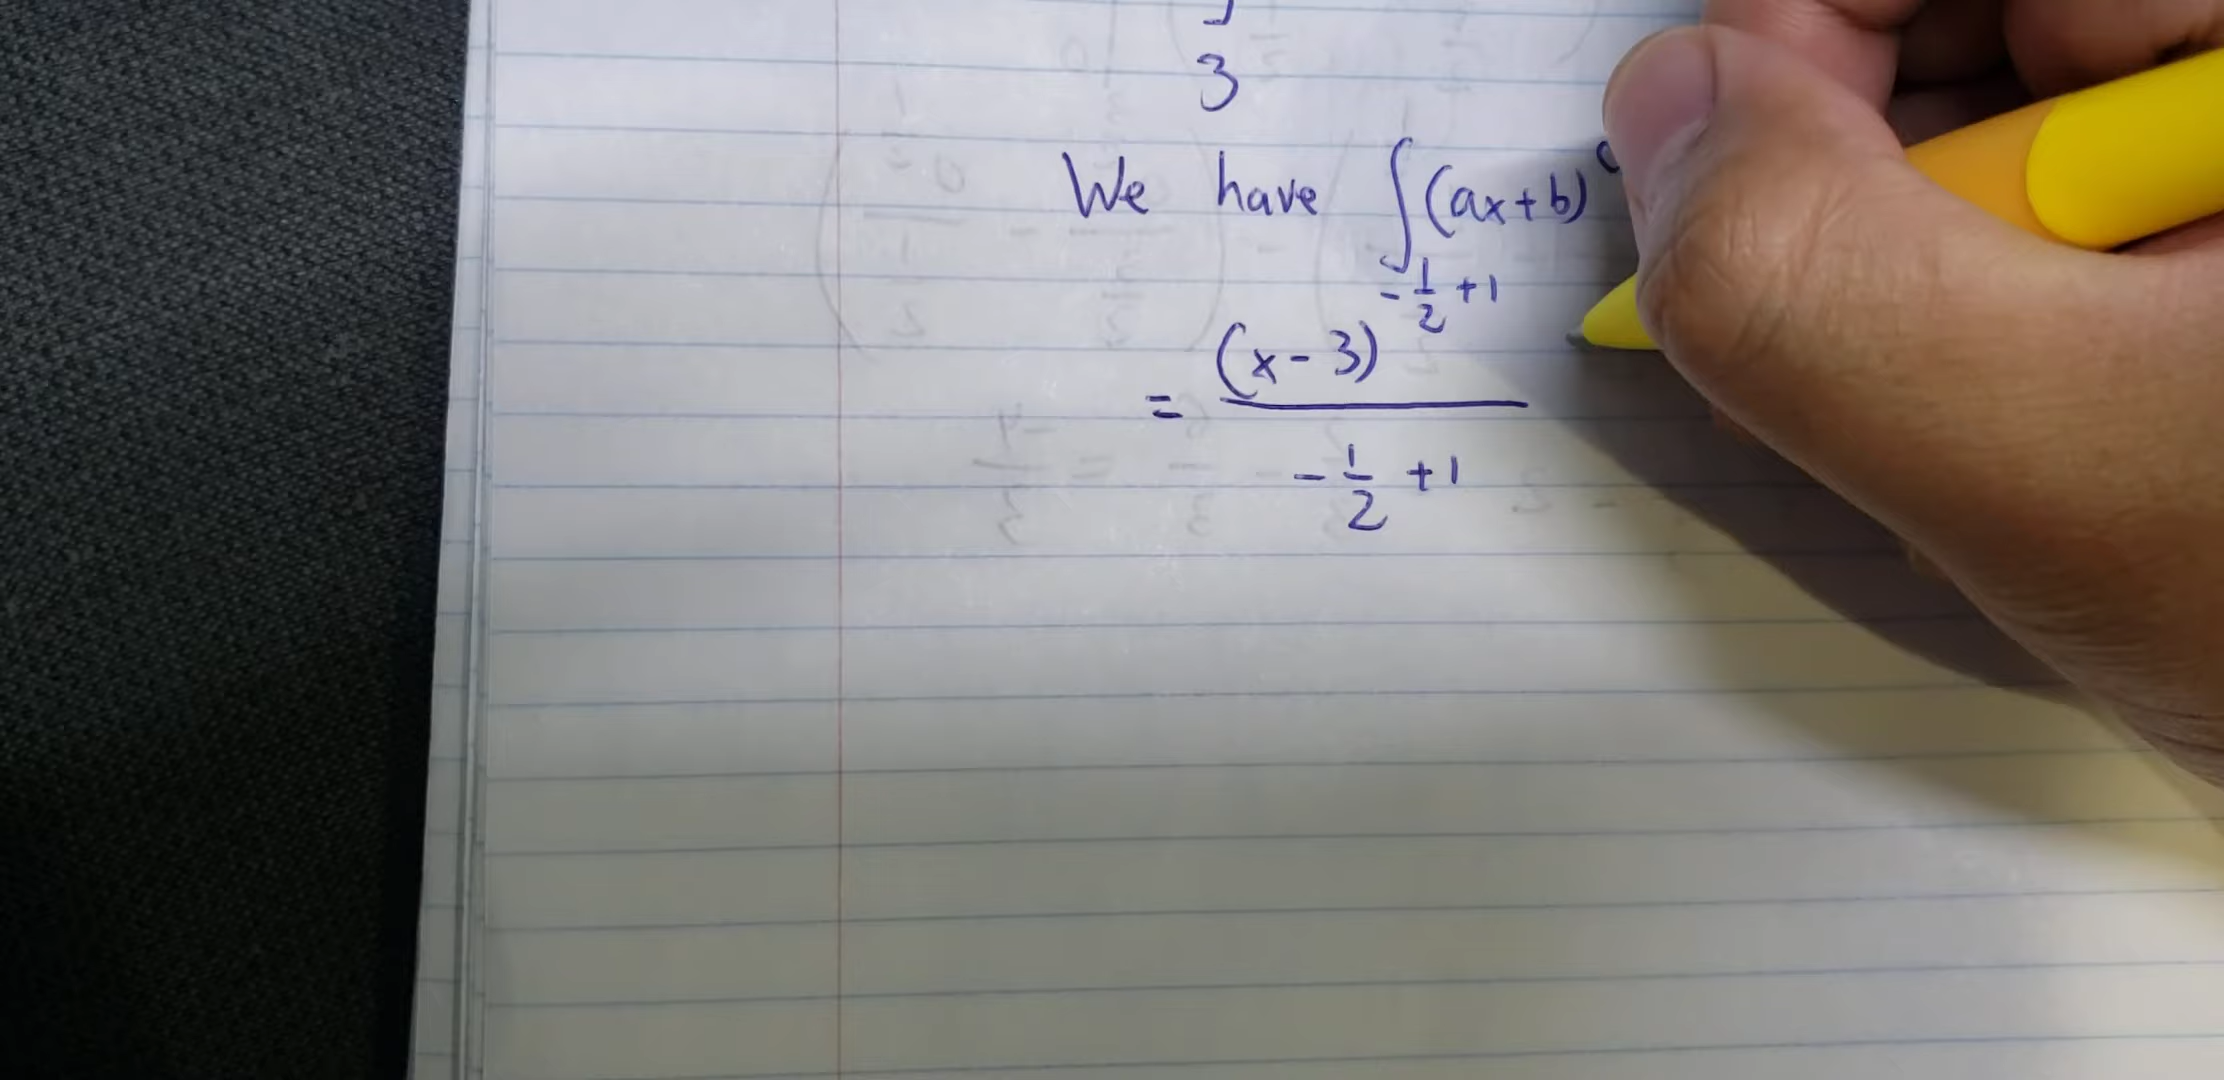 3
We have ∫(ax+b)
-1/2 +1
= (x-3)
-1/2 +1